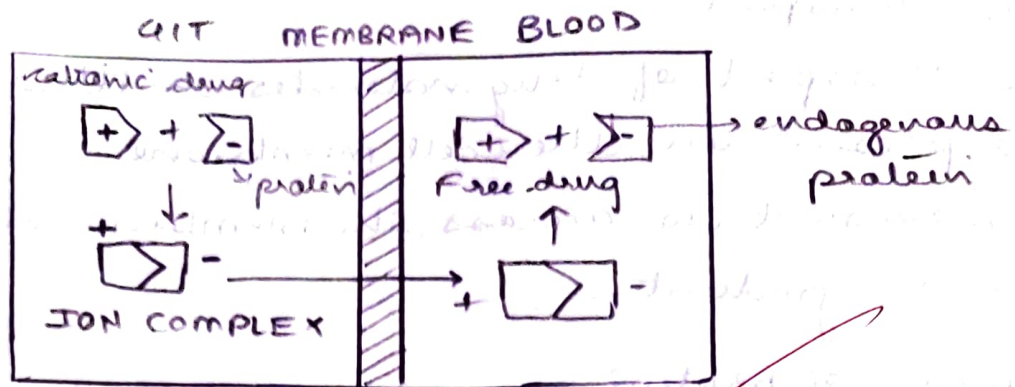 GIT MEMBRANE BLOOD
cationic drug
+ + -
protein
+ -
ION COMPLEX
+ + -
Free drug
endogenous
protein
+ -